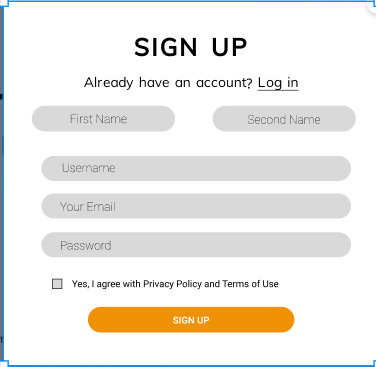 SIGN UP
Already have an account? Log in
First Name Second Name
Username
Your Email
Password
Yes, I agree with Privacy Policy and Terms of Use
SIGN UP